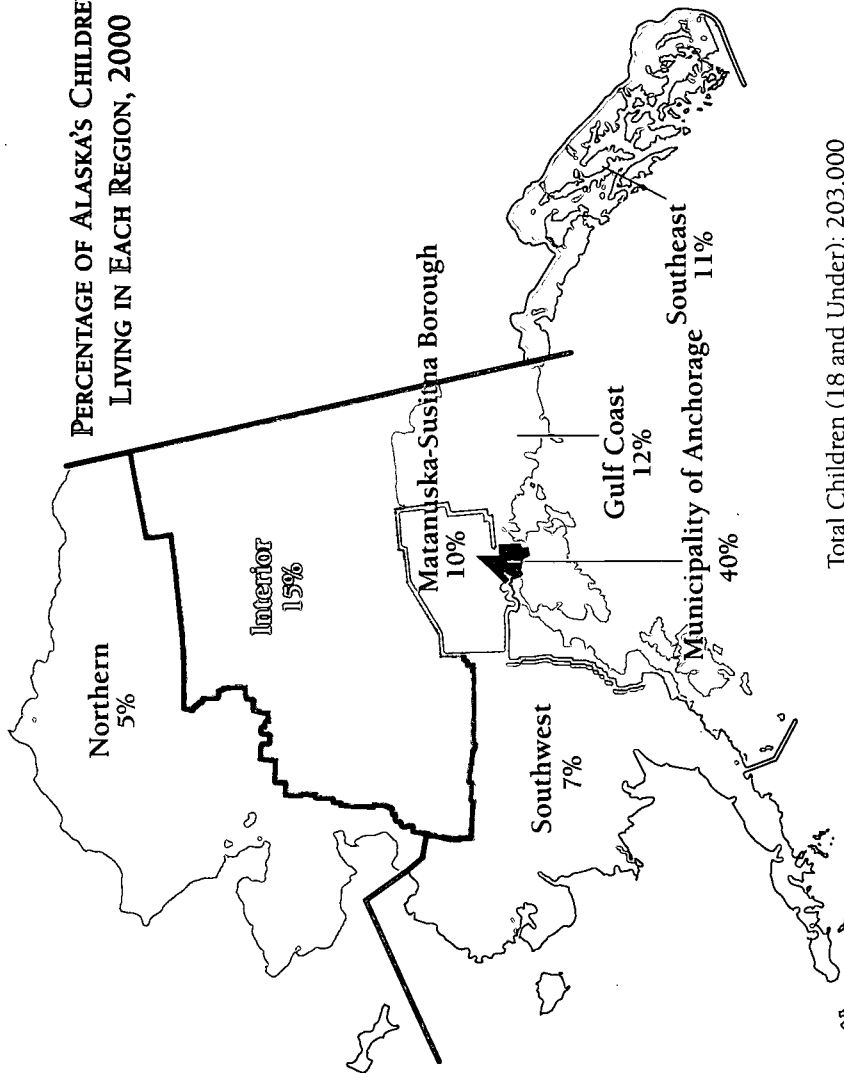 PERCENTAGE OF ALASKA'S CHILDRE
LIVING IN EACH REGION, 2000
Northern
5%
Interior
15%
Matanuska-Susitna Borough
10%
Southwest
7%
Gulf Coast
12%
Southeast
11%
Municipality of Anchorage
40%
Total Children (18 and Under): 203,000